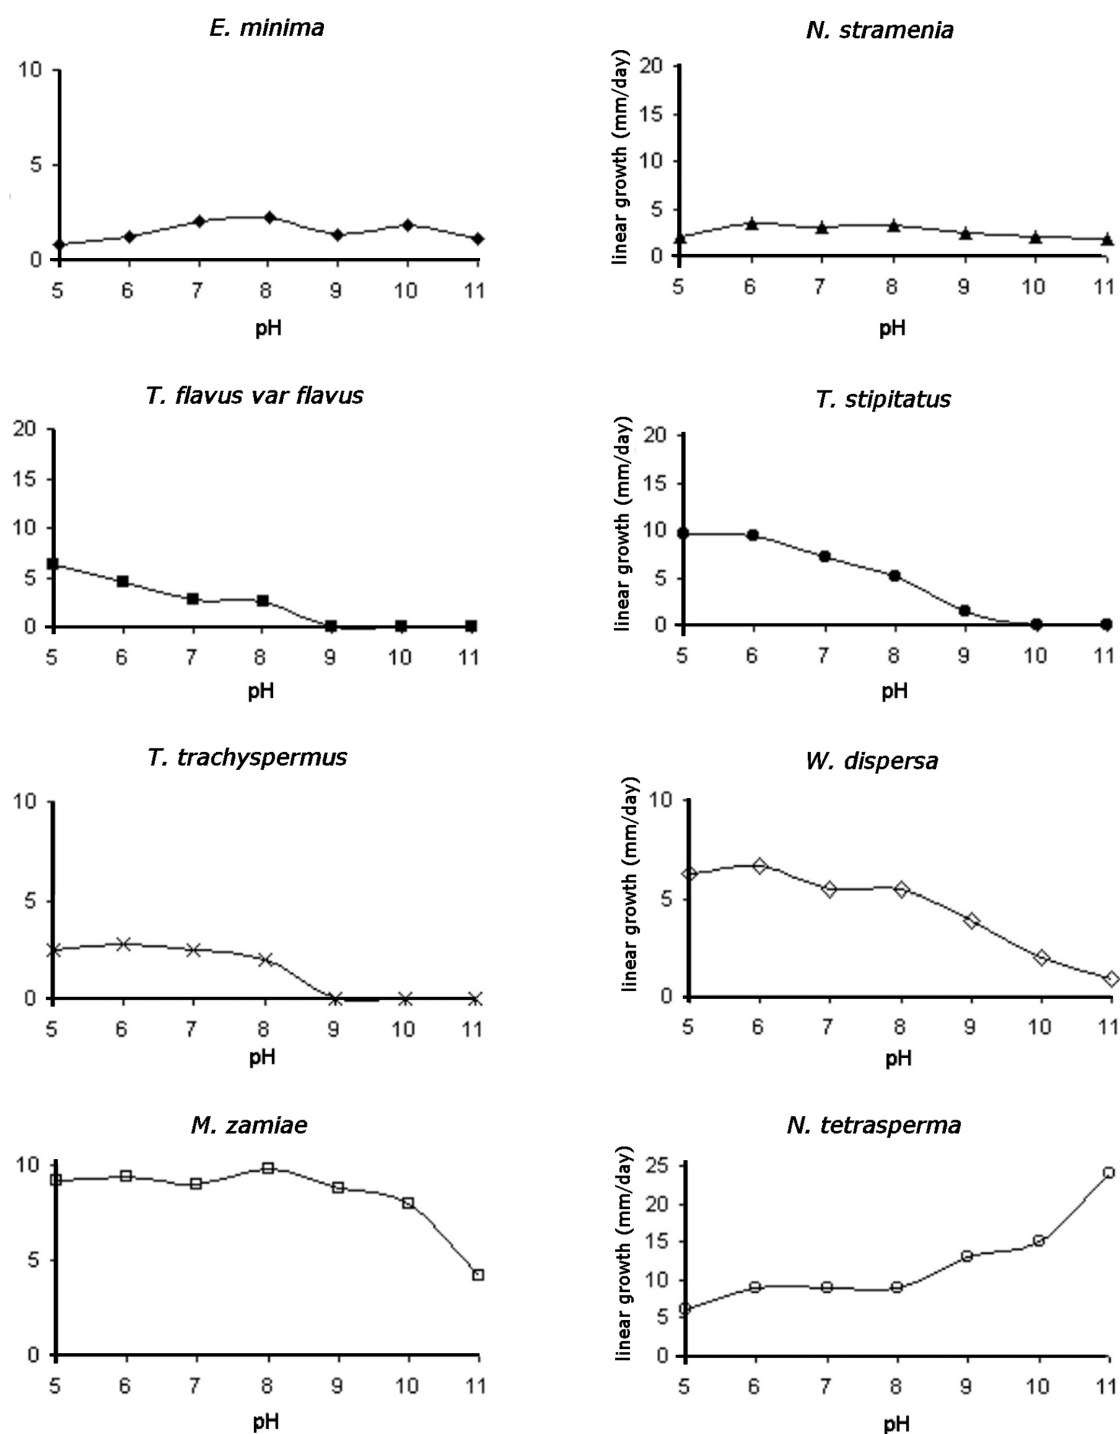 E. minima
10
5
0
5 6 7 8 9 10 11
pH
N. stramenia
linear growth (mm/day)
20
15
10
5
0
5 6 7 8 9 10 11
pH
T. flavus var flavus
20
15
10
5
0
5 6 7 8 9 10 11
pH
T. stipitatus
linear growth (mm/day)
20
15
10
5
0
5 6 7 8 9 10 11
pH
T. trachyspermus
10
5
0
5 6 7 8 9 10 11
pH
W. dispersa
linear growth (mm/day)
10
5
0
5 6 7 8 9 10 11
pH
M. zamiae
10
5
0
5 6 7 8 9 10 11
pH
N. tetrasperma
linear growth (mm/day)
25
20
15
10
5
0
5 6 7 8 9 10 11
pH